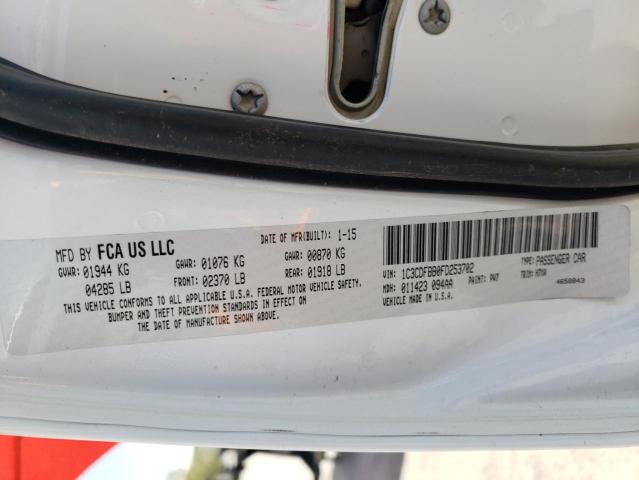 MFD BY FCA US LLC
DATE OF MFR(BUILT): 1-15
GVWR: 01944 KG
04285 LB
GAWR: 01076 KG
FRONT: 02370 LB
GAWR: 00870 KG
REAR: 01918 LB
THIS VEHICLE CONFORMS TO ALL APPLICABLE U.S.A. FEDERAL MOTOR VEHICLE SAFETY,
BUMPER AND THEFT PREVENTION STANDARDS IN EFFECT ON
THE DATE OF MANUFACTURE SHOWN ABOVE.
VIN: 1C3CDFBB0FD253702
TYPE: PASSENGER CAR
MDH: 011423 094AA
PAINT: PW7
TRIM:
VEHICLE MADE IN U.S.A.
4650843